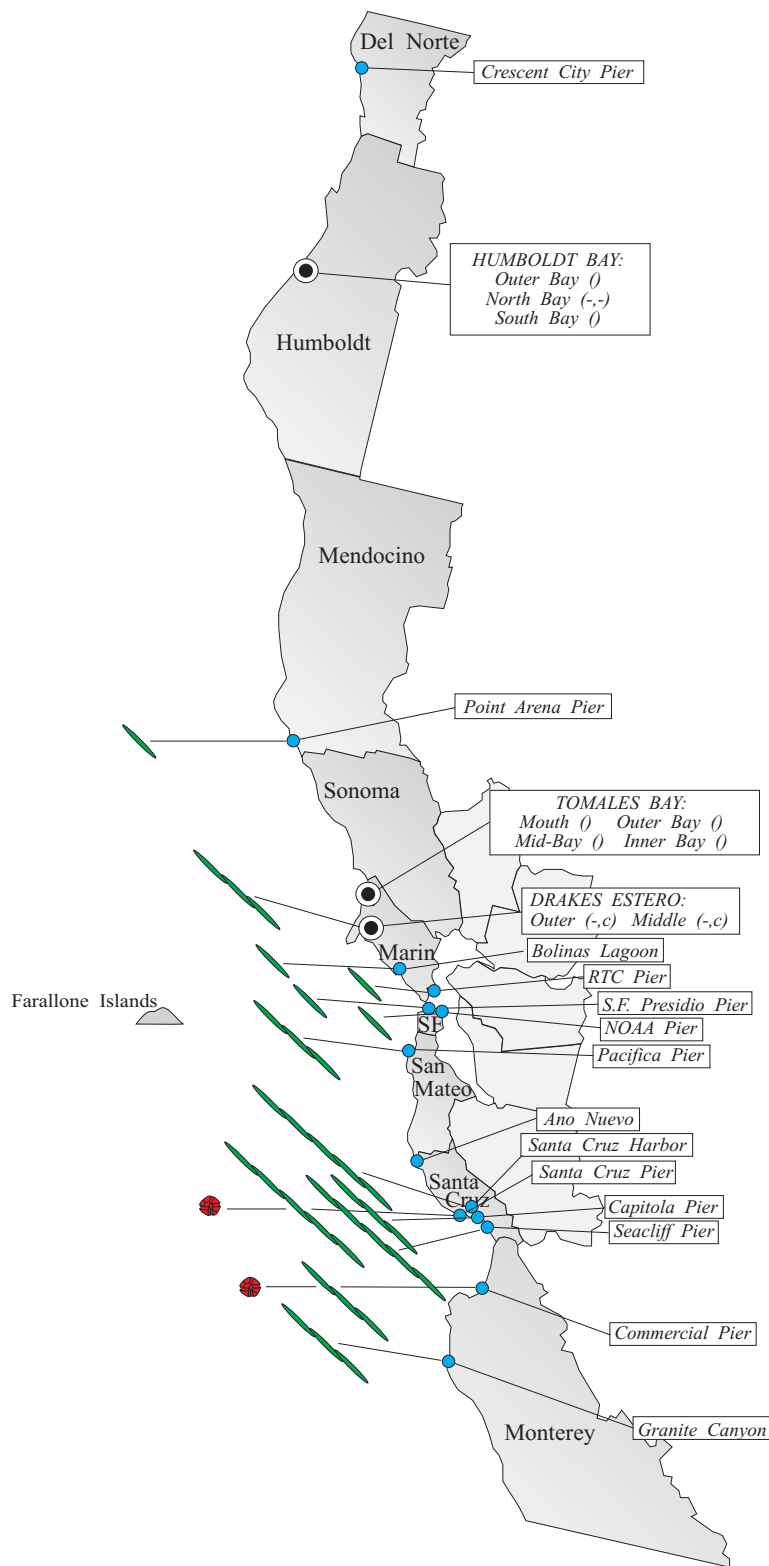 Del Norte
Crescent City Pier
HUMBOLDT BAY:
Outer Bay ()
North Bay (-,-)
South Bay ()
Humboldt
Mendocino
Point Arena Pier
Sonoma
TOMALES BAY:
Mouth () Outer Bay ()
Mid-Bay () Inner Bay ()
DRAKES ESTERO:
Outer (-,c) Middle (-,c)
Marin
Bolinas Lagoon
RTC Pier
Farallone Islands
S.F. Presidio Pier
SF
NOAA Pier
Pacifica Pier
San
Mateo
Ano Nuevo
Santa Cruz Harbor
Santa Cruz Pier
Santa
Cruz
Capitola Pier
Seacliff Pier
Commercial Pier
Monterey
Granite Canyon